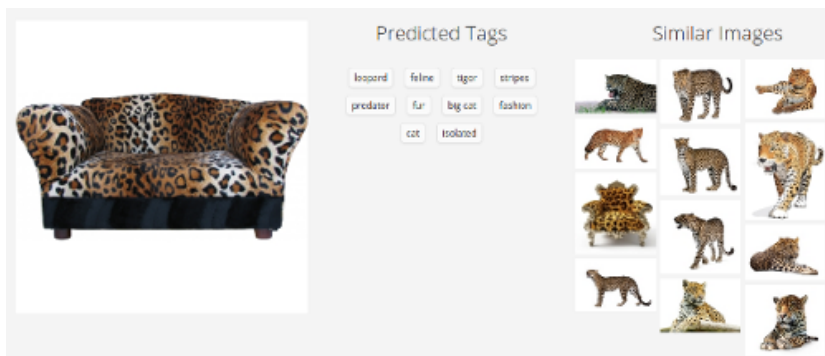 Predicted Tags
Similar Images
leopard feline tiger stripes
predator fur big cat fashion
cat isolated